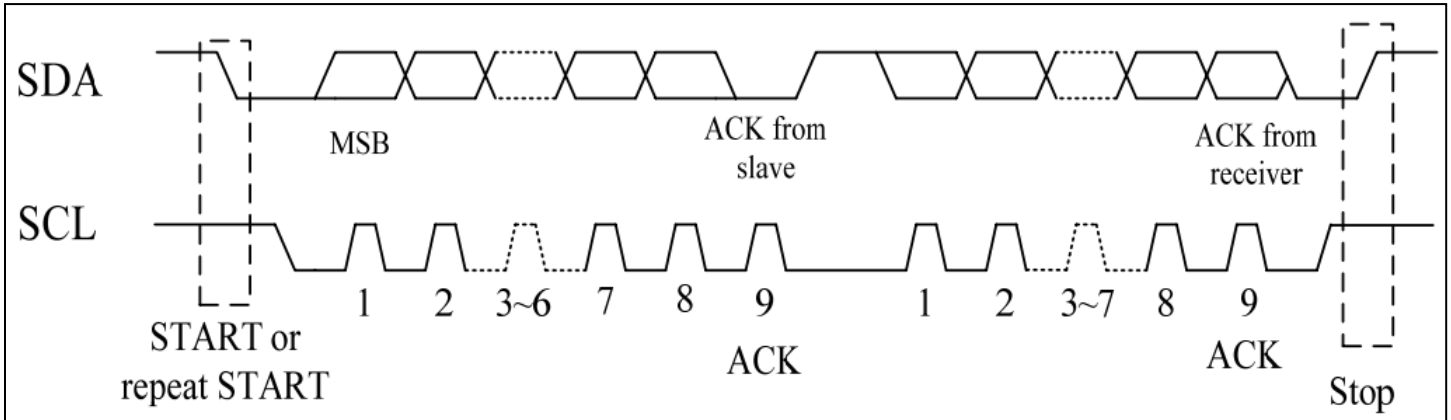 SDA
MSB
ACK from
slave
ACK from
receiver
SCL
1 2 3~6 7 8 9 1 2 3~7 8 9
START or
repeat START
ACK
ACK
Stop